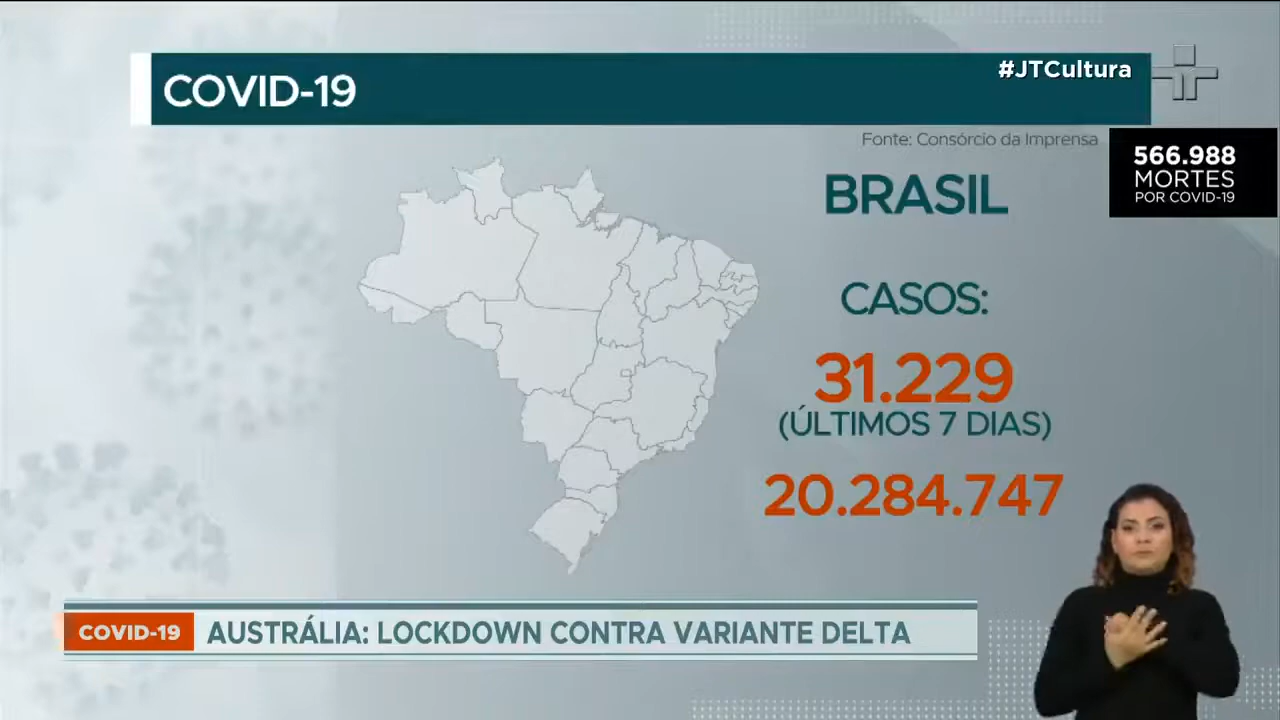 #JTCultura
COVID-19
Fonte: Consórcio da Imprensa
566.988
MORTES
POR COVID-19
BRASIL
CASOS:
31.229
(ÚLTIMOS 7 DIAS)
20.284.747
COVID-19 AUSTRÁLIA: LOCKDOWN CONTRA VARIANTE DELTA